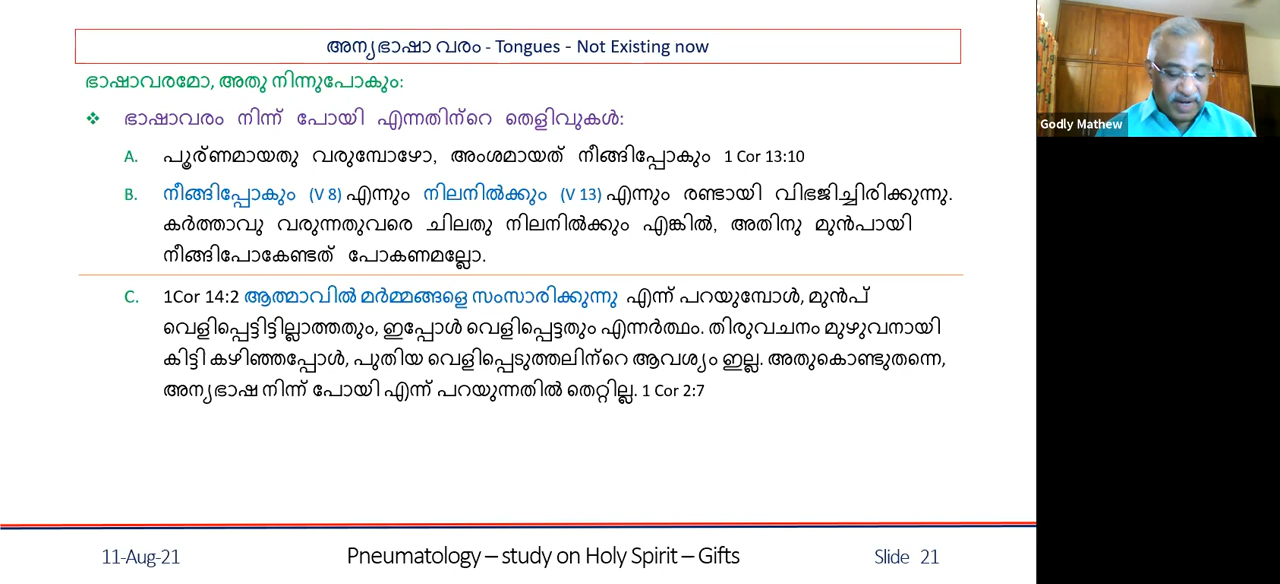 അന്യഭാഷാ വരം - Tongues - Not Existing now
ഭാഷാവരമോ, അതു നിന്നുപോകും:
❖ ഭാഷാവരം നിന്ന് പോയി എന്നതിന്റെ തെളിവുകൾ:
A. പൂര്ണമായതു വരുമ്പോഴോ, അംശമായത് നീങ്ങിപ്പോകും 1 Cor 13:10
B. നീങ്ങിപ്പോകും (V 8) എന്നും നിലനിൽക്കും (V 13) എന്നും രണ്ടായി വിഭജിച്ചിരിക്കുന്നു.
കർത്താവു വരുന്നതുവരെ ചിലതു നിലനിൽക്കും എങ്കിൽ, അതിനു മുൻപായി
നീങ്ങിപോകേണ്ടത് പോകണമല്ലോ.
C. 1Cor 14:2 ആത്മാവിൽ മർമ്മങ്ങളെ സംസാരിക്കുന്നു എന്ന് പറയുമ്പോൾ, മുൻപ്
വെളിപ്പെട്ടിട്ടില്ലാത്തതും, ഇപ്പോൾ വെളിപ്പെട്ടതും എന്നർത്ഥം. തിരുവചനം മുഴുവനായി
കിട്ടി കഴിഞ്ഞപ്പോൾ, പുതിയ വെളിപ്പെടുത്തലിന്റെ ആവശ്യം ഇല്ല. അതുകൊണ്ടുതന്നെ,
അന്യഭാഷ നിന്ന് പോയി എന്ന് പറയുന്നതിൽ തെറ്റില്ല. 1 Cor 2:7
11-Aug-21 Pneumatology – study on Holy Spirit – Gifts Slide 21
Godly Mathew